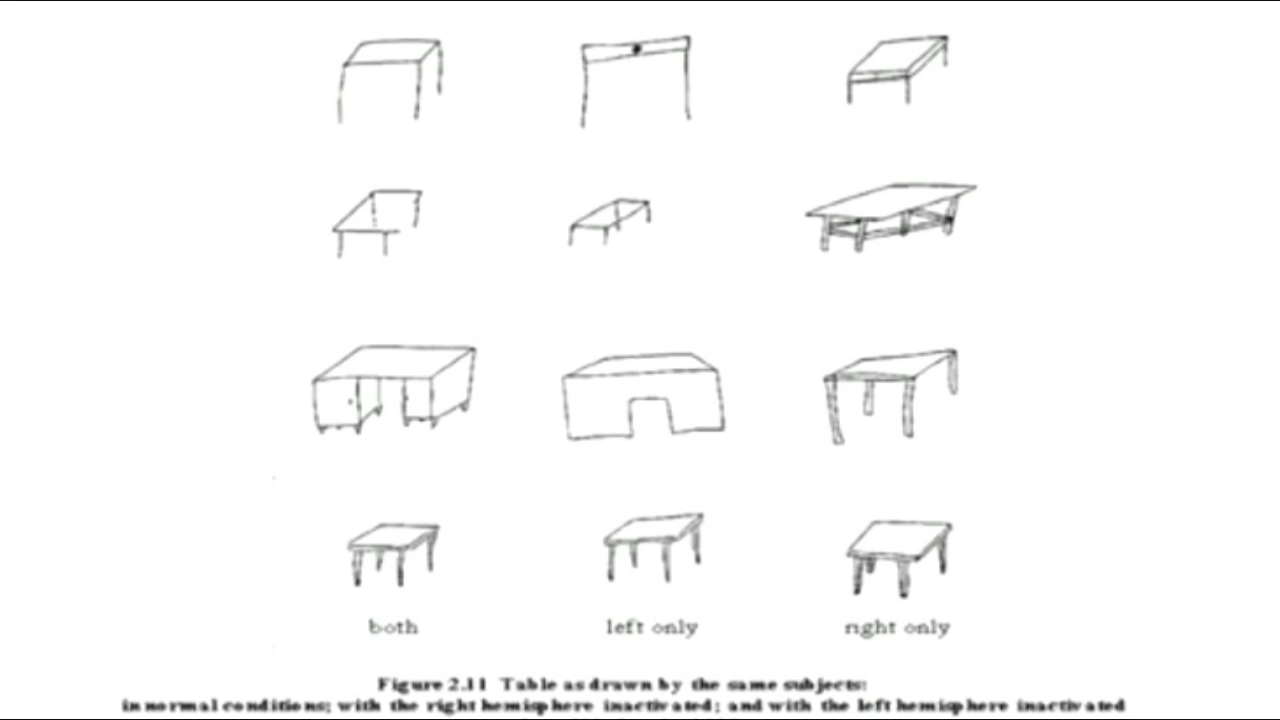 both left only right only
Figure 2.11 Table as drawn by the same subjects:
in normal conditions; with the right hemisphere inactivated; and with the left hemisphere inactivated